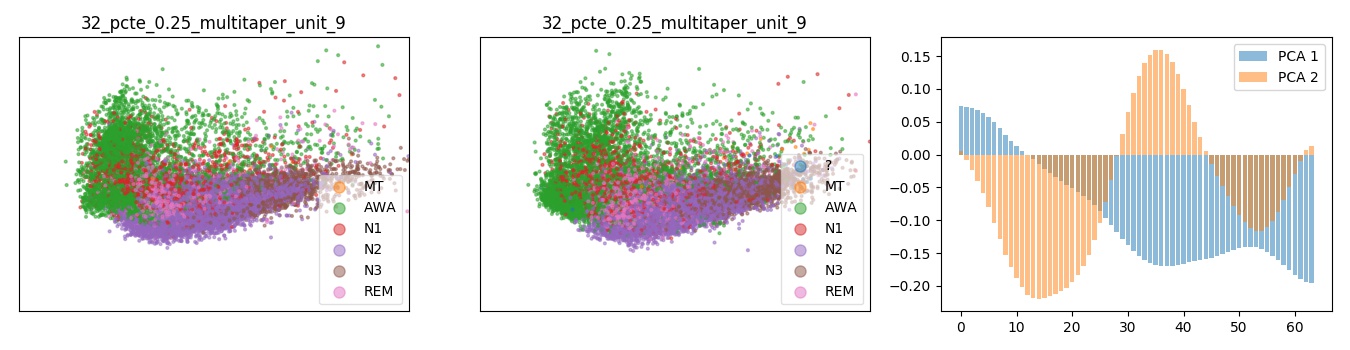 32_pcte_0.25_multitaper_unit_9
MT
AWA
N1
N2
N3
REM
32_pcte_0.25_multitaper_unit_9
?
MT
AWA
N1
N2
N3
REM
PCA 1
PCA 2
0.15
0.10
0.05
0.00
−0.05
−0.10
−0.15
−0.20
0 10 20 30 40 50 60